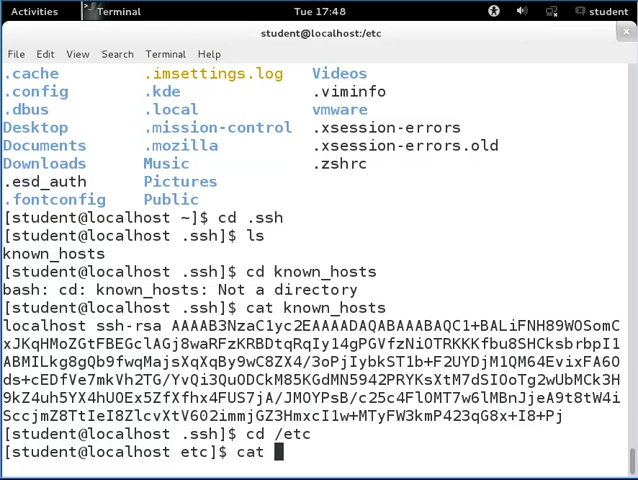 Activities Terminal Tue 17:48 student
student@localhost:/etc
File Edit View Search Terminal Help
.cache .imsettings.log Videos
.config .kde .viminfo
.dbus .local vmware
Desktop .mission-control .xsession-errors
Documents .mozilla .xsession-errors.old
Downloads Music .zshrc
.esd_auth Pictures
.fontconfig Public
[student@localhost ~]$ cd .ssh
[student@localhost .ssh]$ ls
known_hosts
[student@localhost .ssh]$ cd known_hosts
bash: cd: known_hosts: Not a directory
[student@localhost .ssh]$ cat known_hosts
localhost ssh-rsa AAAAB3NzaC1yc2EAAAADAQABAAABAQC1+BALiFNH89WOSomC
xJKqHMoZGtFBEGclAGj8waRFzKRBDtqRqIy14gPGVfzNiOTRKKKfbu8SHCksbrbpI1
ABMILkg8gQb9fwqMajsXqXqBy9wC8ZX4/3oPjIybkST1b+F2UYDjM1QM64EvixFA6O
ds+cEDfVe7mkVh2TG/YvQi3QuODCkM85KGdMN5942PRYKsXtM7dSIOoTg2wUbMCk3H
9kZ4uh5YX4hUOEx5ZfXfhx4FUS7jA/JMOYPsB/c25c4FlOMT7w6lMBnJjeA9t8tW4i
SccjmZ8TtIeI8ZlcvXtV602immjGZ3HmxcI1w+MTyFW3kmP423qG8x+I8+Pj
[student@localhost .ssh]$ cd /etc
[student@localhost etc]$ cat